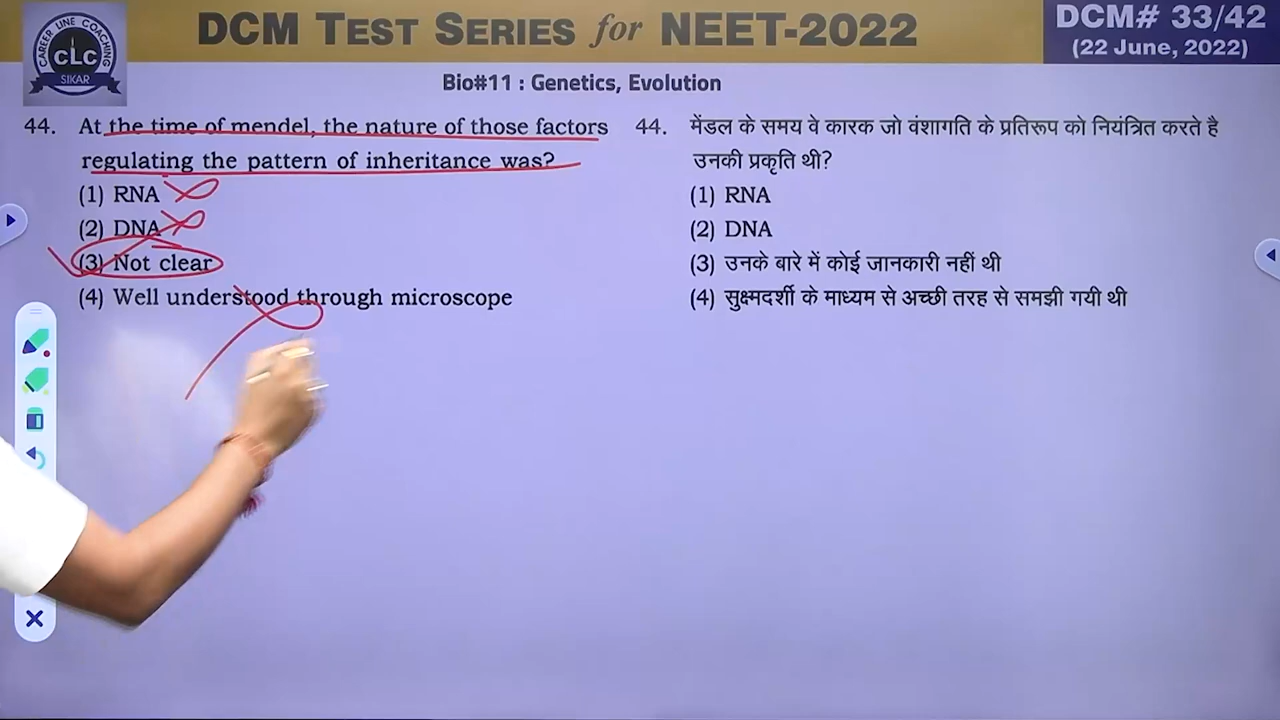 DCM TEST SERIES for NEET-2022
DCM# 33/42
(22 June, 2022)
CAREER LINE COACHING
CLC
SIKAR
Bio#11 : Genetics, Evolution
44. At the time of mendel, the nature of those factors
regulating the pattern of inheritance was?
(1) RNA
(2) DNA
(3) Not clear
(4) Well understood through microscope
44. मेंडल के समय वे कारक जो वंशागति के प्रतिरूप को नियंत्रित करते है
उनकी प्रकृति थी?
(1) RNA
(2) DNA
(3) उनके बारे में कोई जानकारी नहीं थी
(4) सुक्ष्मदर्शी के माध्यम से अच्छी तरह से समझी गयी थी